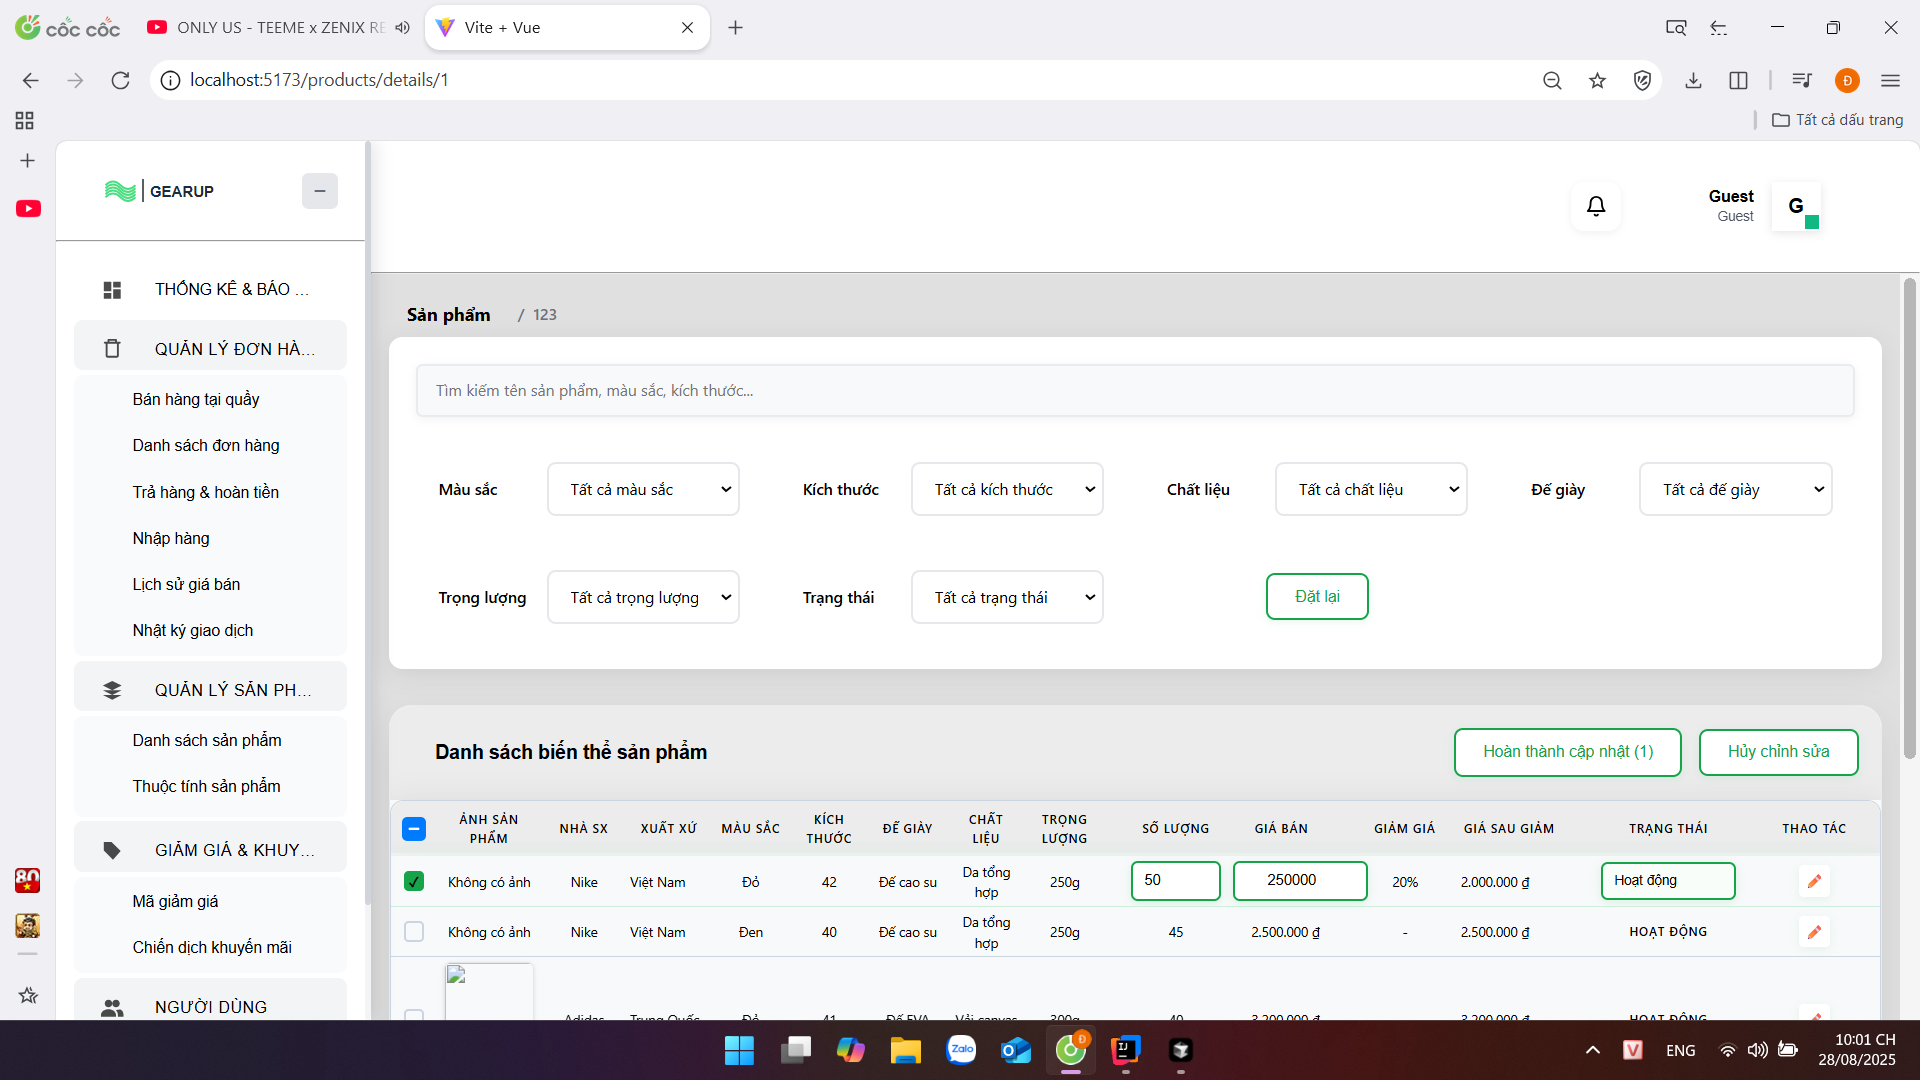 cốc cốc
ONLY US - TEEME x ZENIX RE
Vite + Vue
localhost:5173/products/details/1
Đ
Tất cả dấu trang
GEARUP
Guest
Guest
G
THỐNG KÊ & BÁO ...
QUẢN LÝ ĐƠN HÀ...
Bán hàng tại quầy
Danh sách đơn hàng
Trả hàng & hoàn tiền
Nhập hàng
Lịch sử giá bán
Nhật ký giao dịch
QUẢN LÝ SẢN PH...
Danh sách sản phẩm
Thuộc tính sản phẩm
GIẢM GIÁ & KHUY...
Mã giảm giá
Chiến dịch khuyến mãi
NGƯỜI DÙNG
Sản phẩm / 123
Tìm kiếm tên sản phẩm, màu sắc, kích thước...
Màu sắc Tất cả màu sắc Kích thước Tất cả kích thước Chất liệu Tất cả chất liệu Đế giày Tất cả đế giày
Trọng lượng Tất cả trọng lượng Trạng thái Tất cả trạng thái Đặt lại
Danh sách biến thể sản phẩm Hoàn thành cập nhật (1) Hủy chỉnh sửa
ẢNH SẢN PHẨM NHÀ SX XUẤT XỨ MÀU SẮC KÍCH THƯỚC ĐẾ GIÀY CHẤT LIỆU TRỌNG LƯỢNG SỐ LƯỢNG GIÁ BÁN GIẢM GIÁ GIÁ SAU GIẢM TRẠNG THÁI THAO TÁC
Không có ảnh Nike Việt Nam Đỏ 42 Đế cao su Da tổng hợp 250g 50 250000 20% 2.000.000 ₫ Hoạt động
Không có ảnh Nike Việt Nam Đen 40 Đế cao su Da tổng hợp 250g 45 2.500.000 ₫ - 2.500.000 ₫ HOẠT ĐỘNG
Adidas Trung Quốc Đỏ 41 Đế EVA Vải canvas 300g 40 3.200.000 ₫ 3.200.000 ₫ HOẠT ĐỘNG
80
Zalo
Đ
V
ENG
10:01 CH
28/08/2025